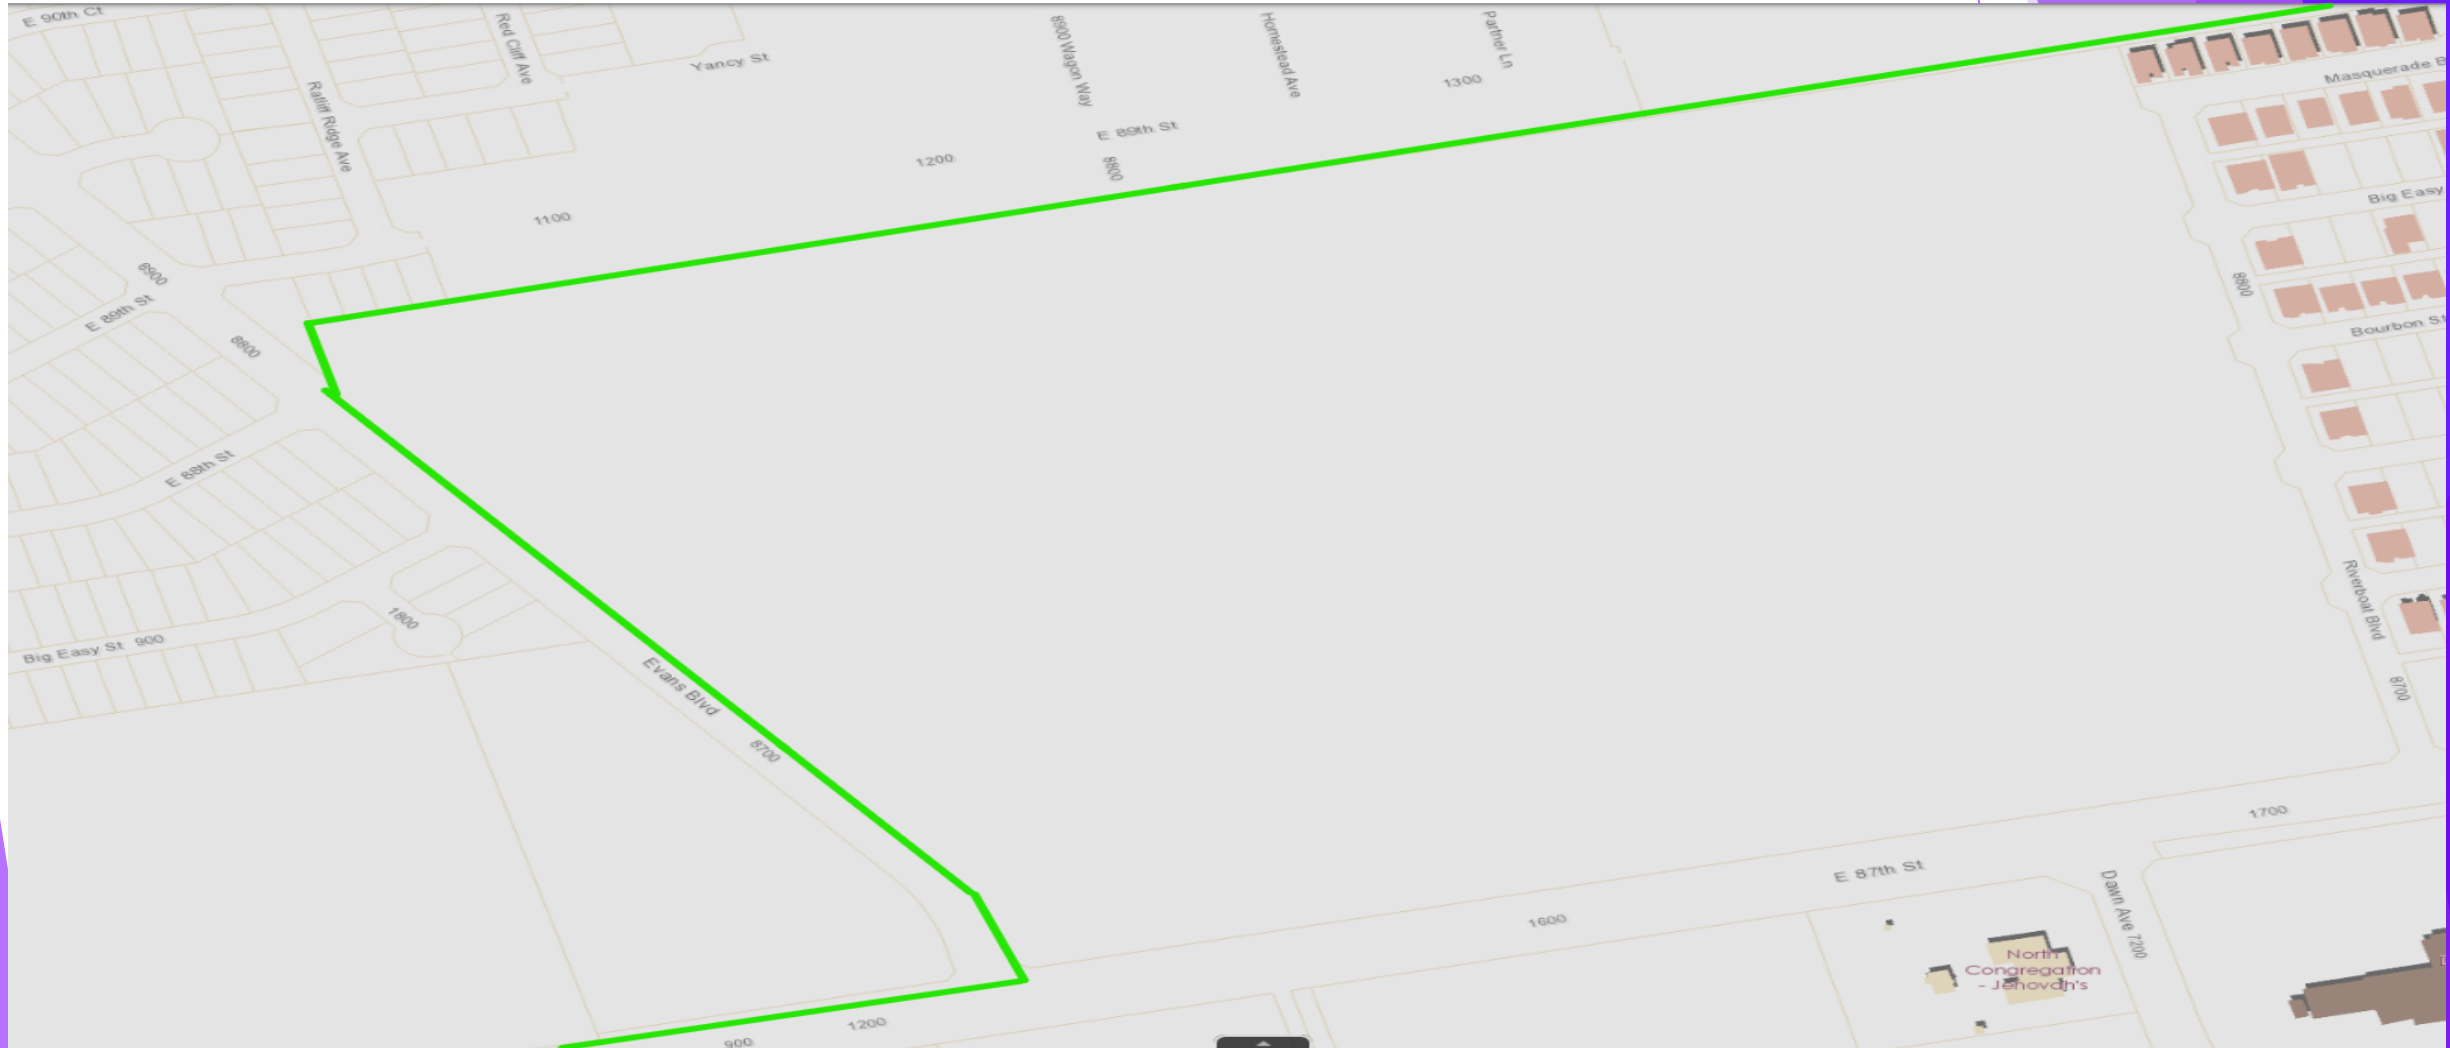 E 90th Ct
Red Cliff Ave
8900 Wagon Way
Homestead Ave
Partner Ln
Yancy St
Masquerade B
1300
Ratliff Ridge Ave
E 89th St
1200
8800
Big Easy
1100
8900
8800
E 89th St
Bourbon St
8800
E 88th St
Riverboat Blvd
1800
Big Easy St 900
Evans Blvd
8700
8700
1700
E 87th St
Dawn Ave 7200
1600
North
Congregation
- Jehovah's
1200
900